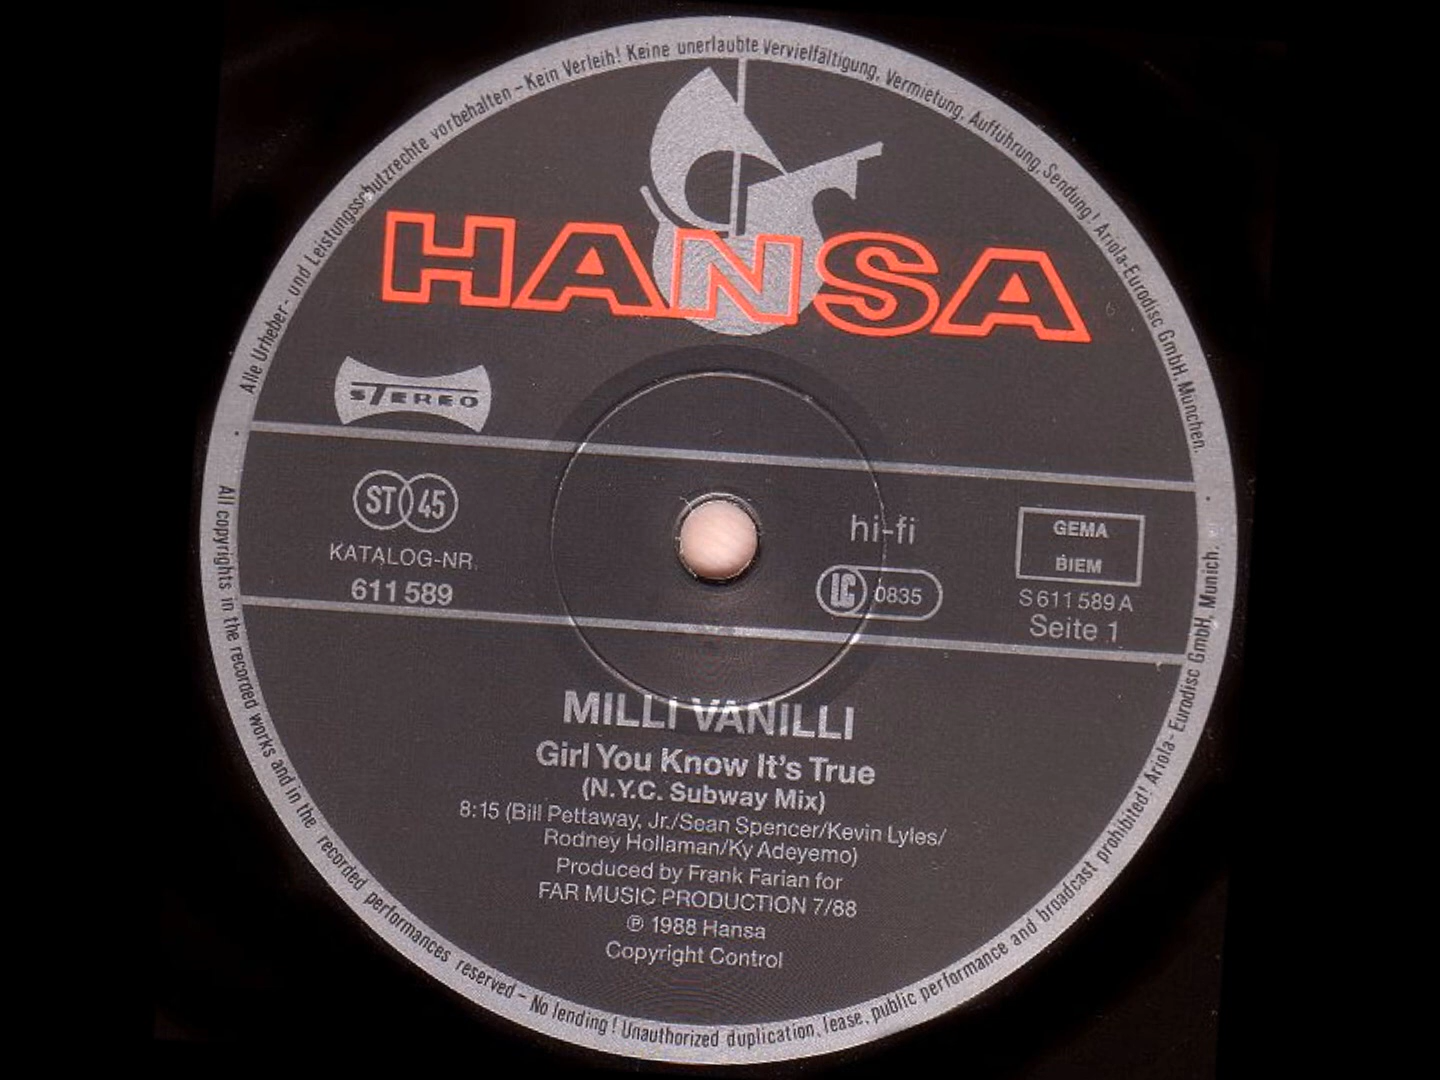 Alle Urheber- und Leistungsschutzrechte vorbehalten – Kein Verleih! Keine unerlaubte Vervielfältigung, Vermietung, Aufführung, Sendung! Ariola-Eurodisc GmbH, München.
HANSA
STEREO
ST 45
KATALOG-NR.
611 589
hi-fi
LC 0835
GEMA
BIEM
S 611 589 A
Seite 1
MILLI VANILLI
Girl You Know It's True
(N.Y.C. Subway Mix)
8:15 (Bill Pettaway, Jr./Sean Spencer/Kevin Lyles/
Rodney Hollaman/Ky Adeyemo)
Produced by Frank Farian for
FAR MUSIC PRODUCTION 7/88
℗ 1988 Hansa
Copyright Control
All copyrights in the recorded works and in the recorded performances reserved – No lending! Unauthorized duplication, lease, public performance and broadcast prohibited! Ariola-Eurodisc GmbH, Munich.